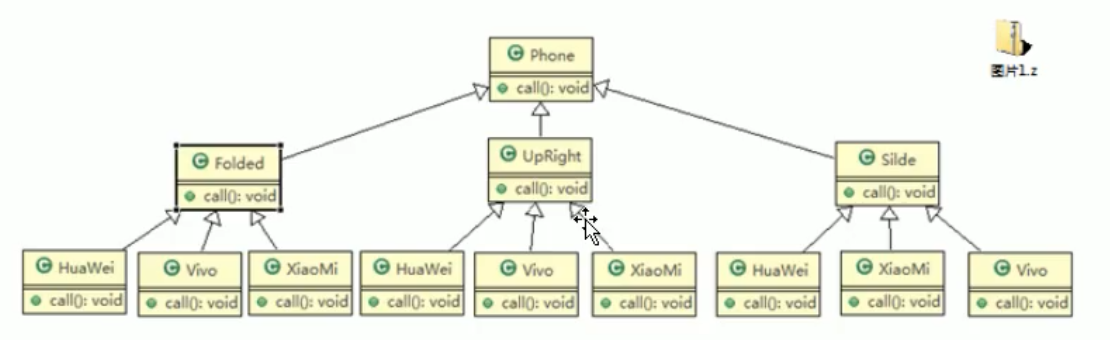 Phone
call(): void
图片1.z
Folded
call(): void
UpRight
call(): void
Silde
call(): void
HuaWei
call(): void
Vivo
call(): void
XiaoMi
call(): void
HuaWei
call(): void
Vivo
call(): void
XiaoMi
call(): void
HuaWei
call(): void
XiaoMi
call(): void
Vivo
call(): void